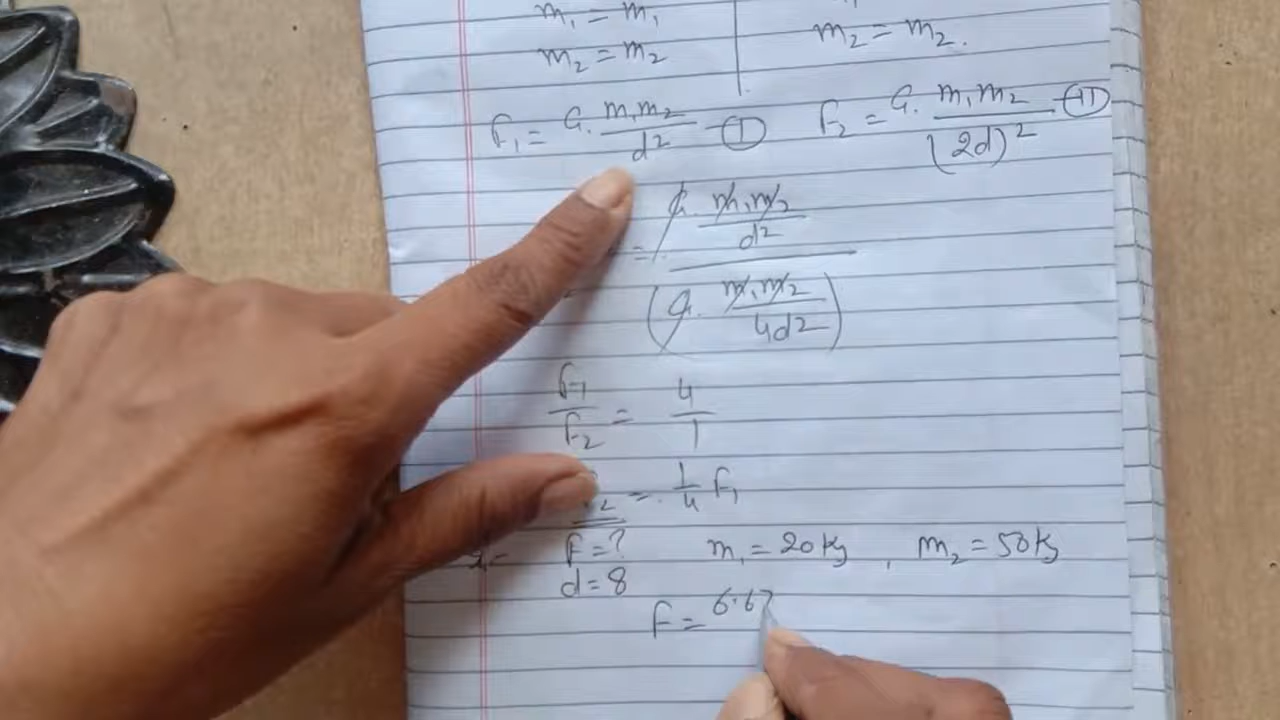 m₁ = m₁
m₂ = m₂ m₂ = m₂.
F₁ = G. m₁m₂ / d² — (I) F₂ = G. m₁m₂ / (2d)² — (II)
= G. m₁m₂ / d²
(G. m₁m₂ / 4d²)
F₁ / F₂ = 4 / 1
= 1/4 F₁
F = ? m₁ = 20 kg , m₂ = 50 kg
d = 8
F = 6.67